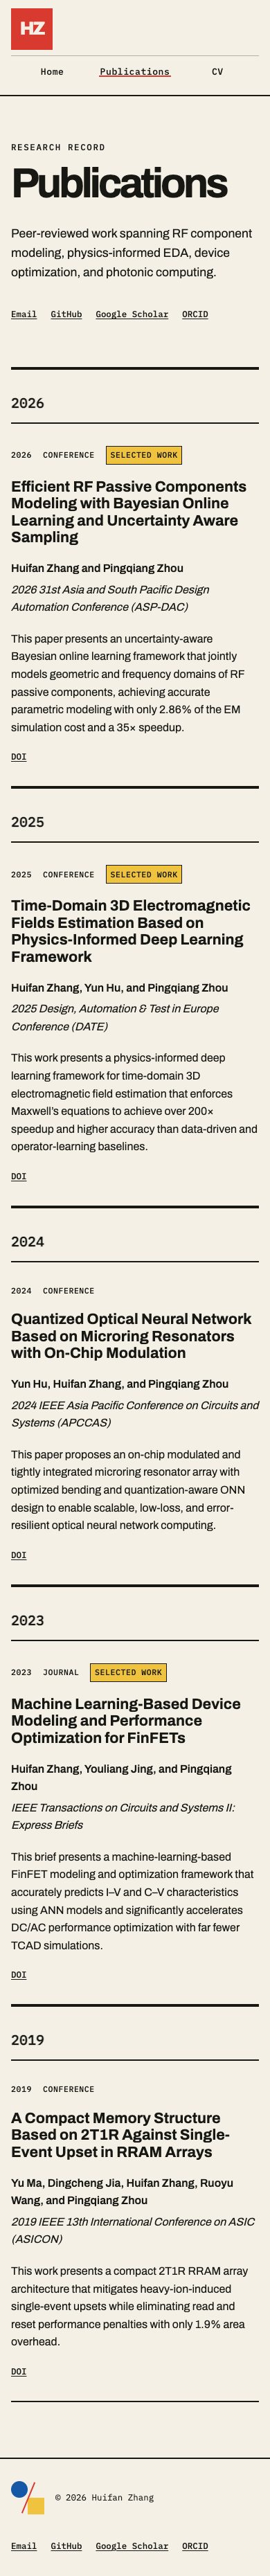 HZ
Home Publications CV
RESEARCH RECORD
Publications
Peer-reviewed work spanning RF component
modeling, physics-informed EDA, device
optimization, and photonic computing.
Email GitHub Google Scholar ORCID
2026
2026 CONFERENCE SELECTED WORK
Efficient RF Passive Components
Modeling with Bayesian Online
Learning and Uncertainty Aware
Sampling
Huifan Zhang and Pingqiang Zhou
2026 31st Asia and South Pacific Design
Automation Conference (ASP-DAC)
This paper presents an uncertainty-aware
Bayesian online learning framework that jointly
models geometric and frequency domains of RF
passive components, achieving accurate
parametric modeling with only 2.86% of the EM
simulation cost and a 35× speedup.
DOI
2025
2025 CONFERENCE SELECTED WORK
Time-Domain 3D Electromagnetic
Fields Estimation Based on
Physics-Informed Deep Learning
Framework
Huifan Zhang, Yun Hu, and Pingqiang Zhou
2025 Design, Automation & Test in Europe
Conference (DATE)
This work presents a physics-informed deep
learning framework for time-domain 3D
electromagnetic field estimation that enforces
Maxwell’s equations to achieve over 200×
speedup and higher accuracy than data-driven and
operator-learning baselines.
DOI
2024
2024 CONFERENCE
Quantized Optical Neural Network
Based on Microring Resonators
with On-Chip Modulation
Yun Hu, Huifan Zhang, and Pingqiang Zhou
2024 IEEE Asia Pacific Conference on Circuits and
Systems (APCCAS)
This paper proposes an on-chip modulated and
tightly integrated microring resonator array with
optimized bending and quantization-aware ONN
design to enable scalable, low-loss, and error-
resilient optical neural network computing.
DOI
2023
2023 JOURNAL SELECTED WORK
Machine Learning-Based Device
Modeling and Performance
Optimization for FinFETs
Huifan Zhang, Youliang Jing, and Pingqiang
Zhou
IEEE Transactions on Circuits and Systems II:
Express Briefs
This brief presents a machine-learning-based
FinFET modeling and optimization framework that
accurately predicts I–V and C–V characteristics
using ANN models and significantly accelerates
DC/AC performance optimization with far fewer
TCAD simulations.
DOI
2019
2019 CONFERENCE
A Compact Memory Structure
Based on 2T1R Against Single-
Event Upset in RRAM Arrays
Yu Ma, Dingcheng Jia, Huifan Zhang, Ruoyu
Wang, and Pingqiang Zhou
2019 IEEE 13th International Conference on ASIC
(ASICON)
This work presents a compact 2T1R RRAM array
architecture that mitigates heavy-ion-induced
single-event upsets while eliminating read and
reset performance penalties with only 1.9% area
overhead.
DOI
© 2026 Huifan Zhang
Email GitHub Google Scholar ORCID